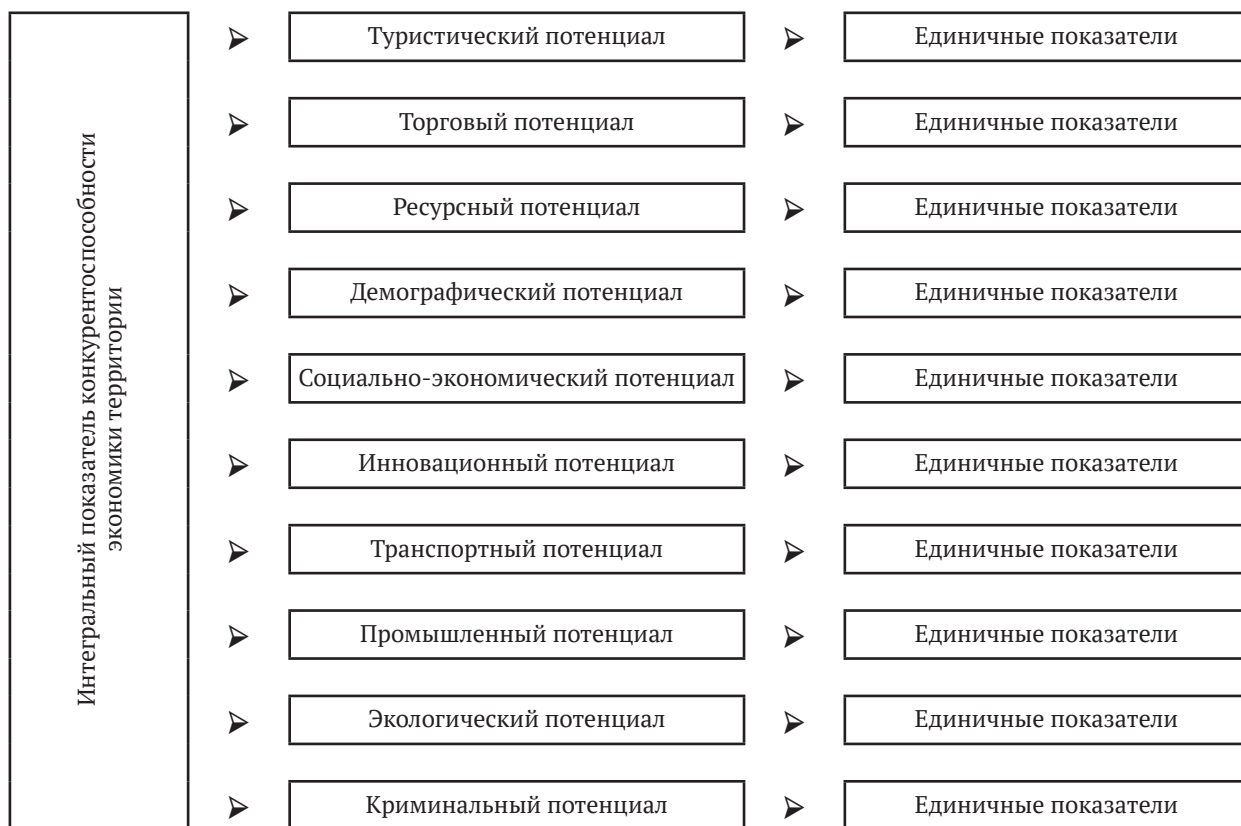 Интегральный показатель конкурентоспособности
экономики территории
Туристический потенциал
Единичные показатели
Торговый потенциал
Единичные показатели
Ресурсный потенциал
Единичные показатели
Демографический потенциал
Единичные показатели
Социально-экономический потенциал
Единичные показатели
Инновационный потенциал
Единичные показатели
Транспортный потенциал
Единичные показатели
Промышленный потенциал
Единичные показатели
Экологический потенциал
Единичные показатели
Криминальный потенциал
Единичные показатели